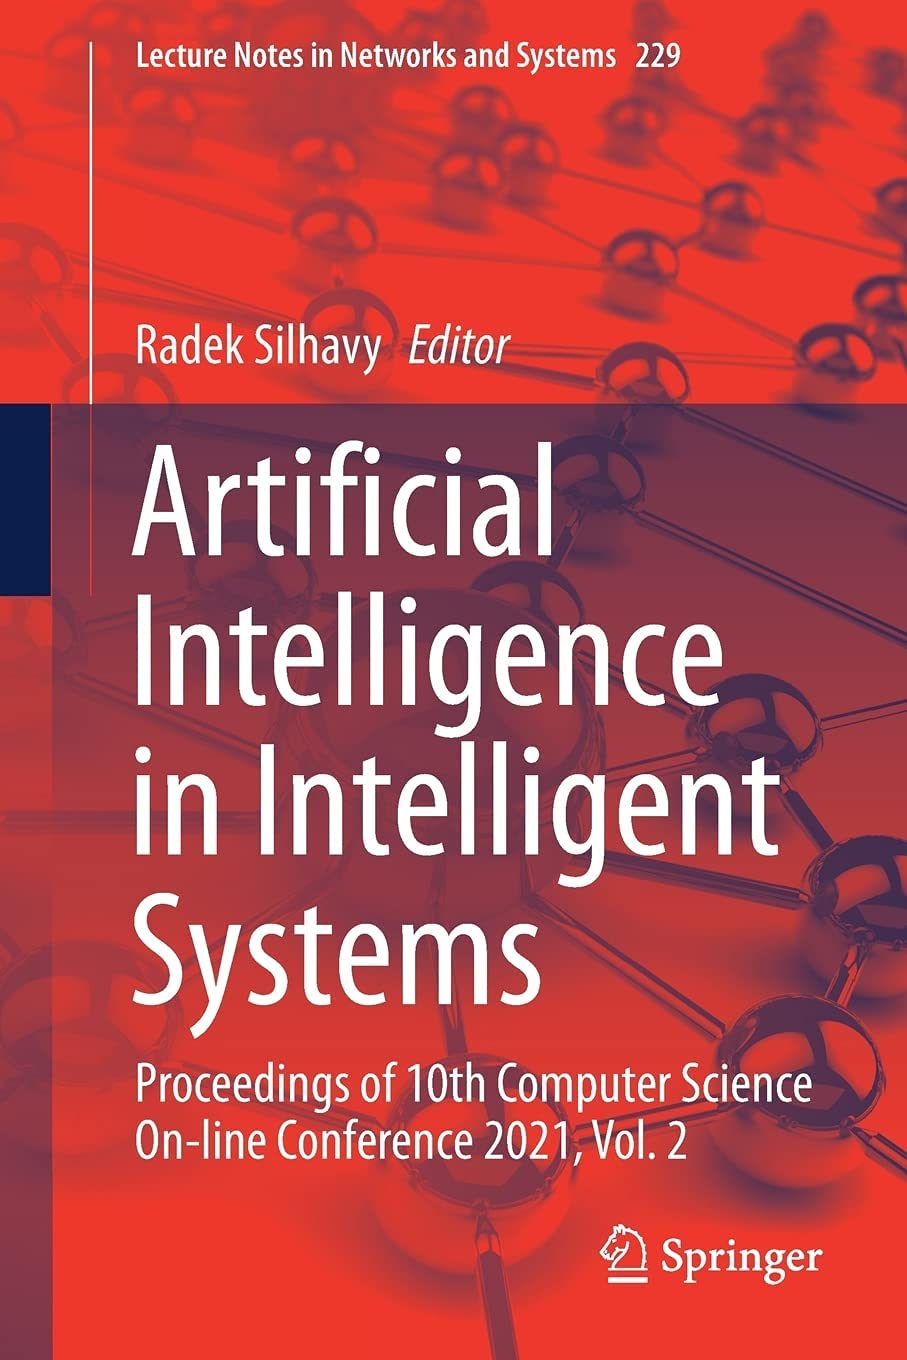 Lecture Notes in Networks and Systems 229
Radek Silhavy Editor
Artificial
Intelligence
in Intelligent
Systems
Proceedings of 10th Computer Science
On-line Conference 2021, Vol. 2
Springer